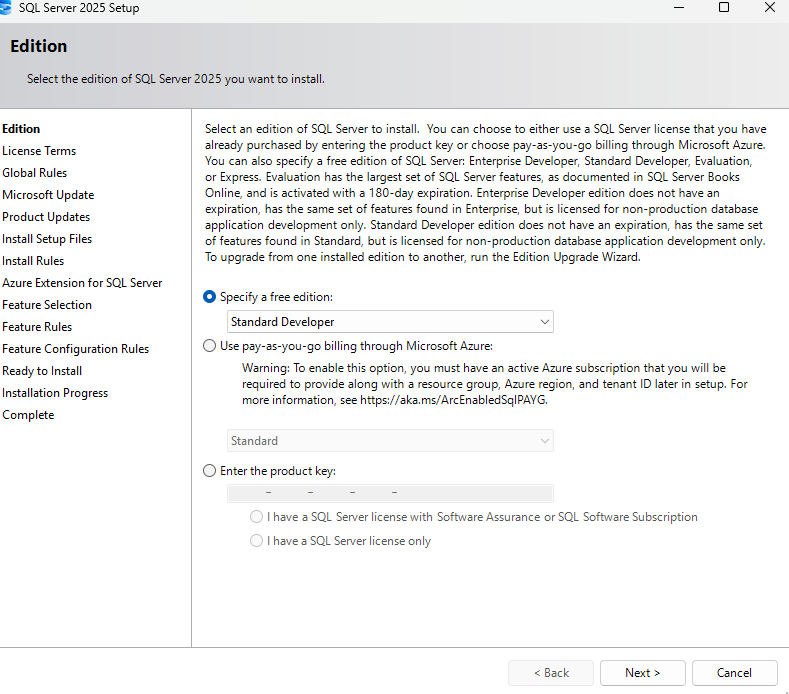 SQL Server 2025 Setup
Edition
Select the edition of SQL Server 2025 you want to install.
Edition
License Terms
Global Rules
Microsoft Update
Product Updates
Install Setup Files
Install Rules
Azure Extension for SQL Server
Feature Selection
Feature Rules
Feature Configuration Rules
Ready to Install
Installation Progress
Complete
Select an edition of SQL Server to install.  You can choose to either use a SQL Server license that you have
already purchased by entering the product key or choose pay-as-you-go billing through Microsoft Azure.
You can also specify a free edition of SQL Server: Enterprise Developer, Standard Developer, Evaluation,
or Express. Evaluation has the largest set of SQL Server features, as documented in SQL Server Books
Online, and is activated with a 180-day expiration. Enterprise Developer edition does not have an
expiration, has the same set of features found in Enterprise, but is licensed for non-production database
application development only. Standard Developer edition does not have an expiration, has the same set
of features found in Standard, but is licensed for non-production database application development only.
To upgrade from one installed edition to another, run the Edition Upgrade Wizard.
Specify a free edition:
Standard Developer
Use pay-as-you-go billing through Microsoft Azure:
Warning: To enable this option, you must have an active Azure subscription that you will be
required to provide along with a resource group, Azure region, and tenant ID later in setup. For
more information, see https://aka.ms/ArcEnabledSqlPAYG.
Standard
Enter the product key:
- - - -
I have a SQL Server license with Software Assurance or SQL Software Subscription
I have a SQL Server license only
< Back
Next >
Cancel